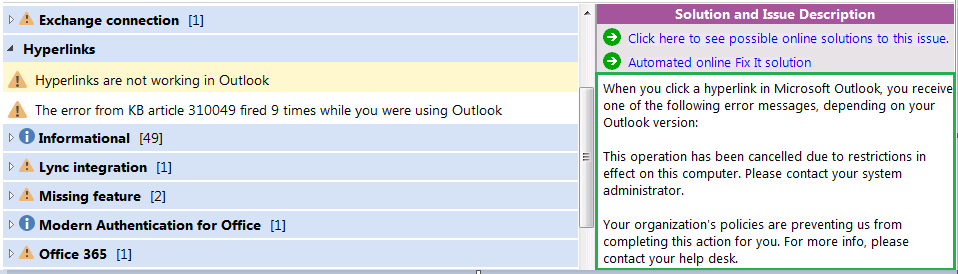 Exchange connection [1]
Hyperlinks
Hyperlinks are not working in Outlook
The error from KB article 310049 fired 9 times while you were using Outlook
Informational [49]
Lync integration [1]
Missing feature [2]
Modern Authentication for Office [1]
Office 365 [1]
Solution and Issue Description
Click here to see possible online solutions to this issue.
Automated online Fix It solution
When you click a hyperlink in Microsoft Outlook, you receive
one of the following error messages, depending on your
Outlook version:
This operation has been cancelled due to restrictions in
effect on this computer. Please contact your system
administrator.
Your organization's policies are preventing us from
completing this action for you. For more info, please
contact your help desk.